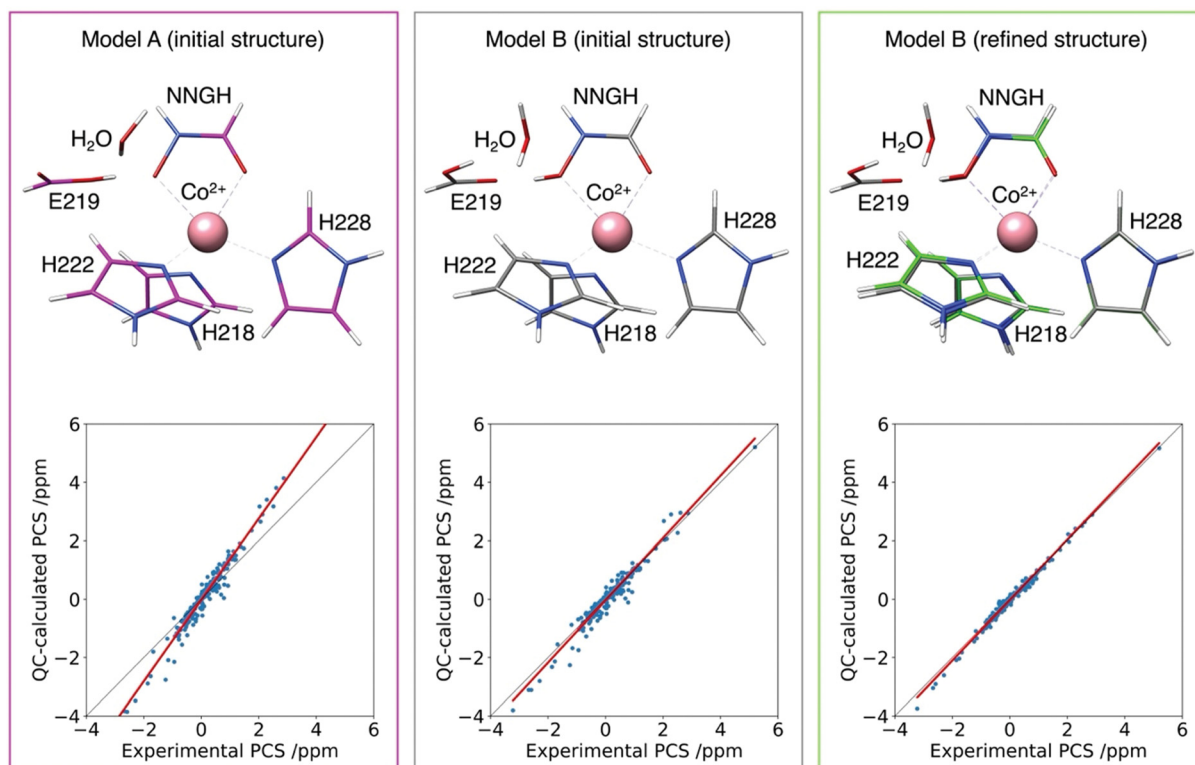 Model A (initial structure)
NNGH
H₂O
Co²⁺
E219
H228
H222
H218
6
4
2
0
−2
−4
−4
−2
0
2
4
6
QC-calculated PCS /ppm
Experimental PCS /ppm
Model B (initial structure)
NNGH
H₂O
Co²⁺
E219
H228
H222
H218
6
4
2
0
−2
−4
−4
−2
0
2
4
6
QC-calculated PCS /ppm
Experimental PCS /ppm
Model B (refined structure)
NNGH
H₂O
Co²⁺
E219
H228
H222
H218
6
4
2
0
−2
−4
−4
−2
0
2
4
6
QC-calculated PCS /ppm
Experimental PCS /ppm